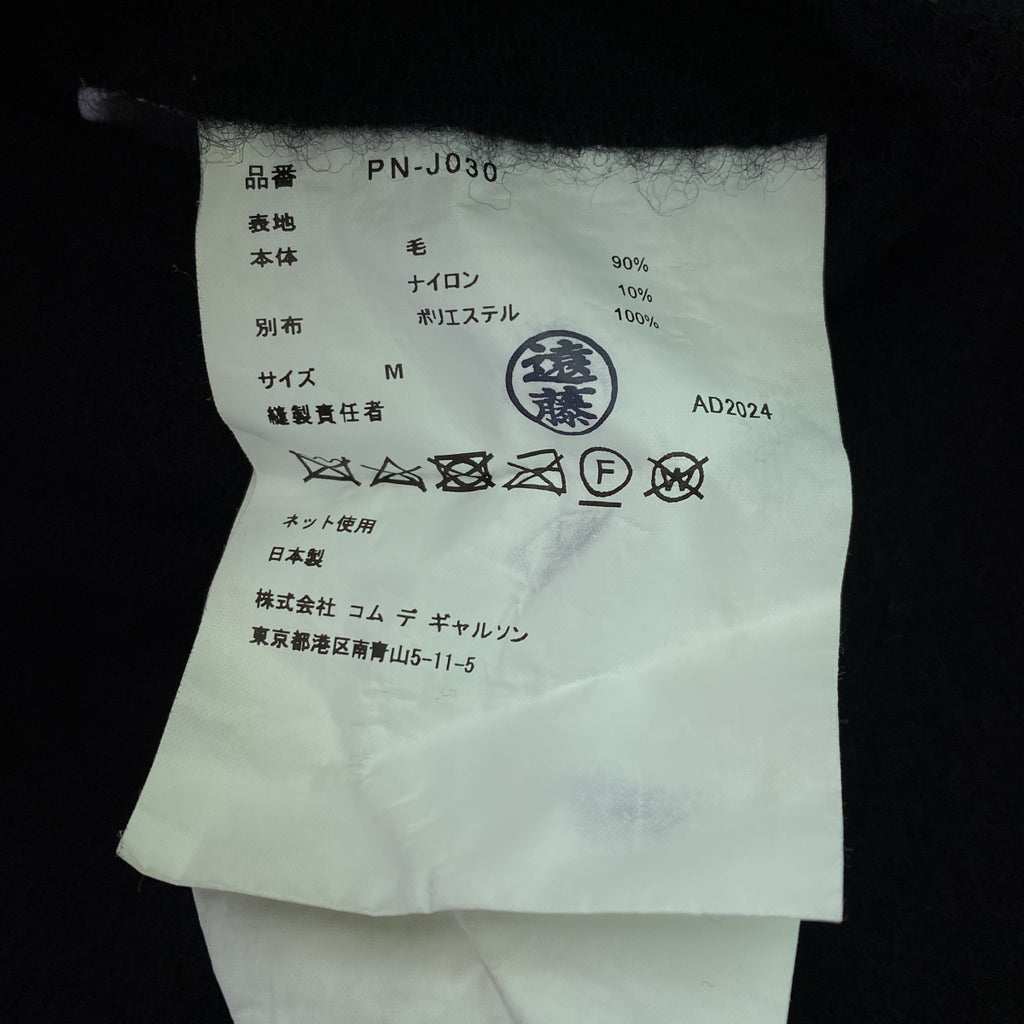 品番 PN-J030
表地
本体 毛 90%
ナイロン 10%
別布 ポリエステル 100%
サイズ M
縫製責任者 遠藤 AD2024
F W
ネット使用
日本製
株式会社 コム デ ギャルソン
東京都港区南青山5-11-5